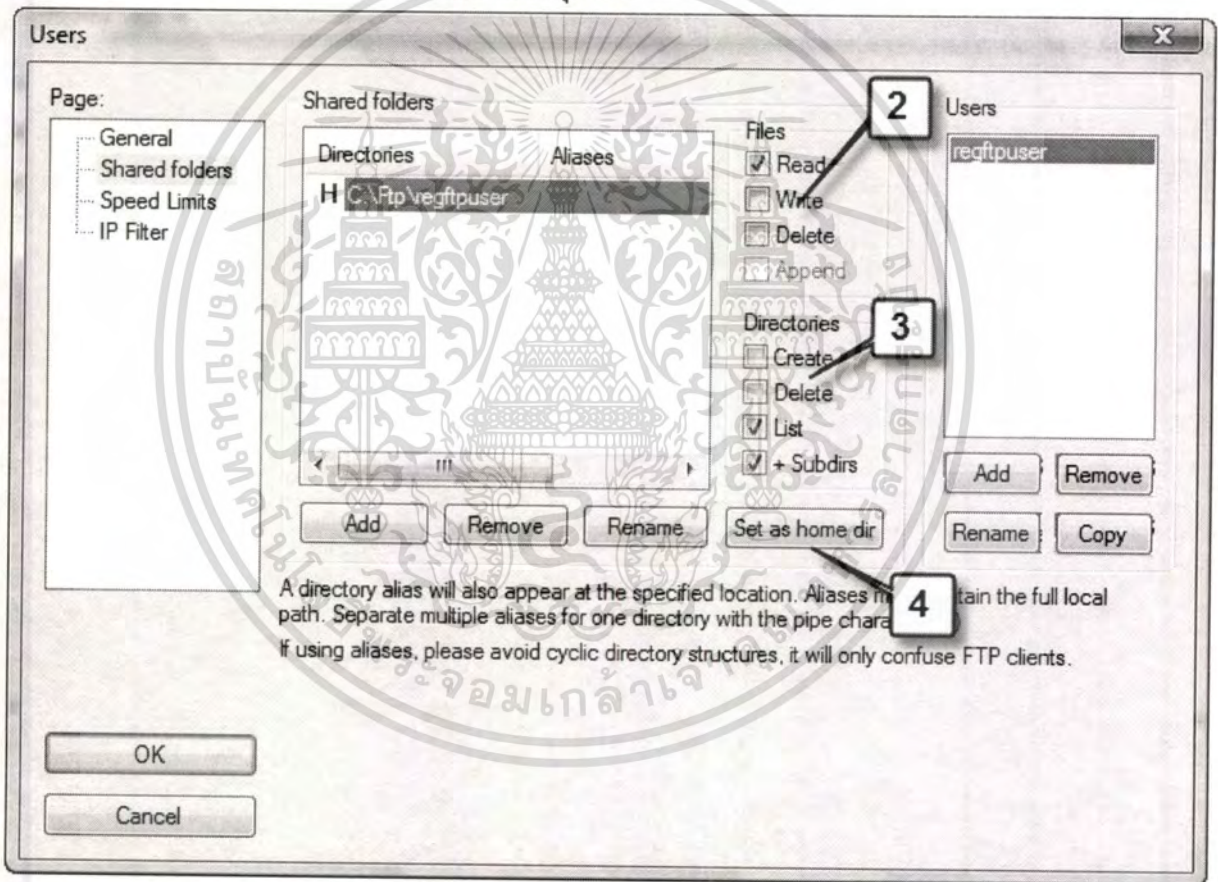 Users
Page:
General
Shared folders
Speed Limits
IP Filter
OK
Cancel
Shared folders
Directories Aliases
H C:\Ftp\regftpuser
Add Remove Rename Set as home dir
Files
Read
Write
Delete
Append
Directories
Create
Delete
List
+ Subdirs
2
3
4
Users
regftpuser
Add Remove
Rename Copy
A directory alias will also appear at the specified location. Aliases the full local
path. Separate multiple aliases for one directory with the pipe
If using aliases, please avoid cyclic directory structures, it will only confuse FTP clients.